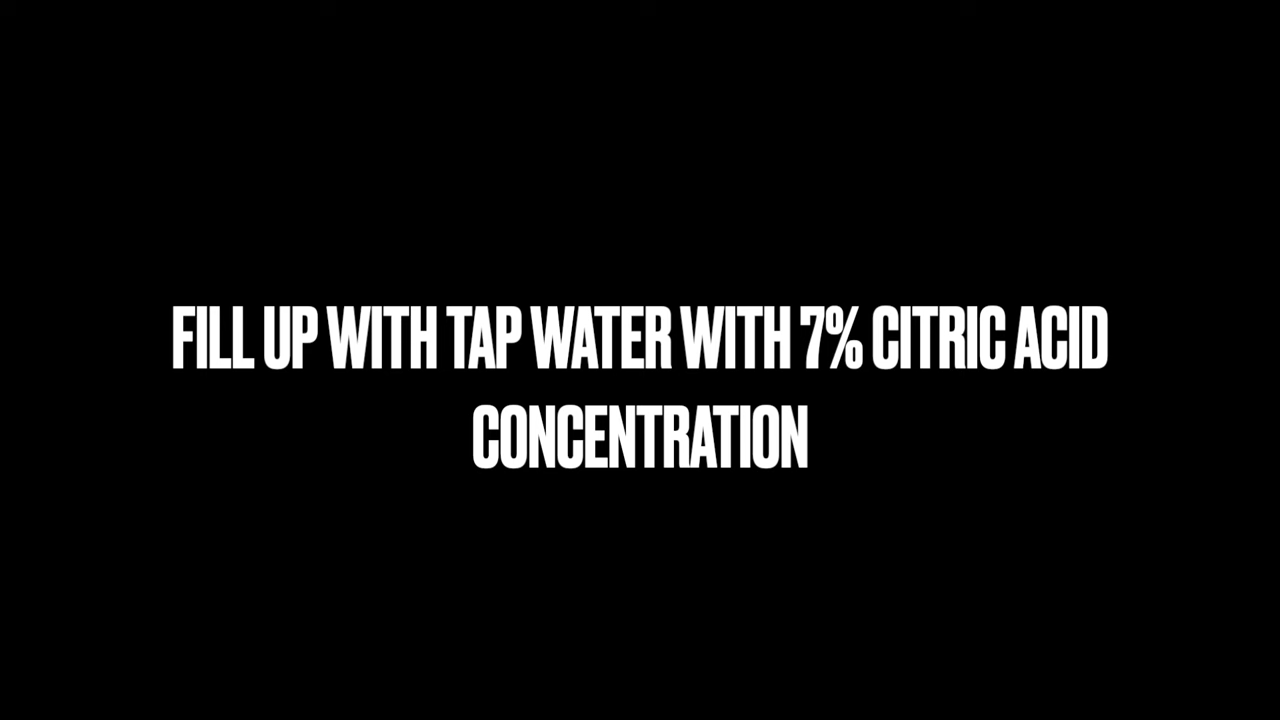 FILL UP WITH TAP WATER WITH 7% CITRIC ACID
CONCENTRATION